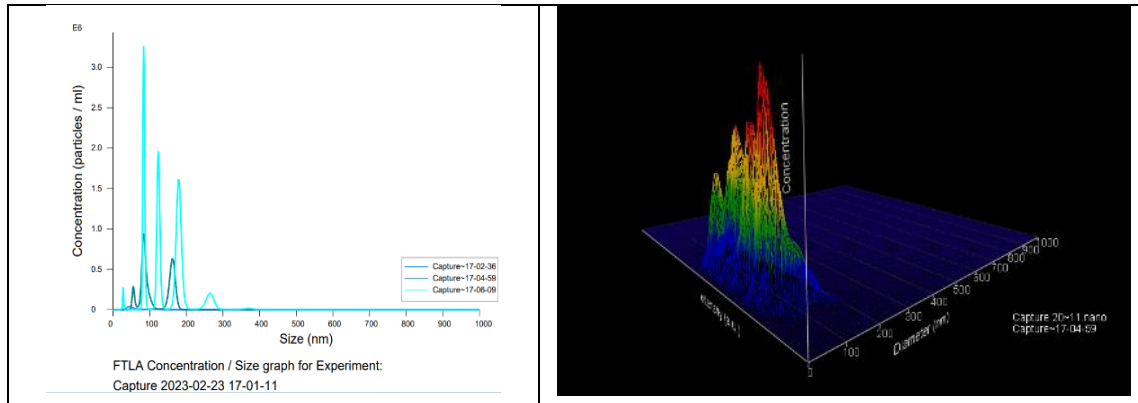 E6
Concentration (particles / ml)
3.0
2.5
2.0
1.5
1.0
0.5
0
0 100 200 300 400 500 600 700 800 900 1000
Size (nm)
Capture~17-02-36
Capture~17-04-59
Capture~17-06-09
FTLA Concentration / Size graph for Experiment:
Capture 2023-02-23 17-01-11
Concentration
0
100
200
300
400
500
600
700
800
900
1000
Diameter (nm)
Capture 20~11 nano
Capture~17-04-59